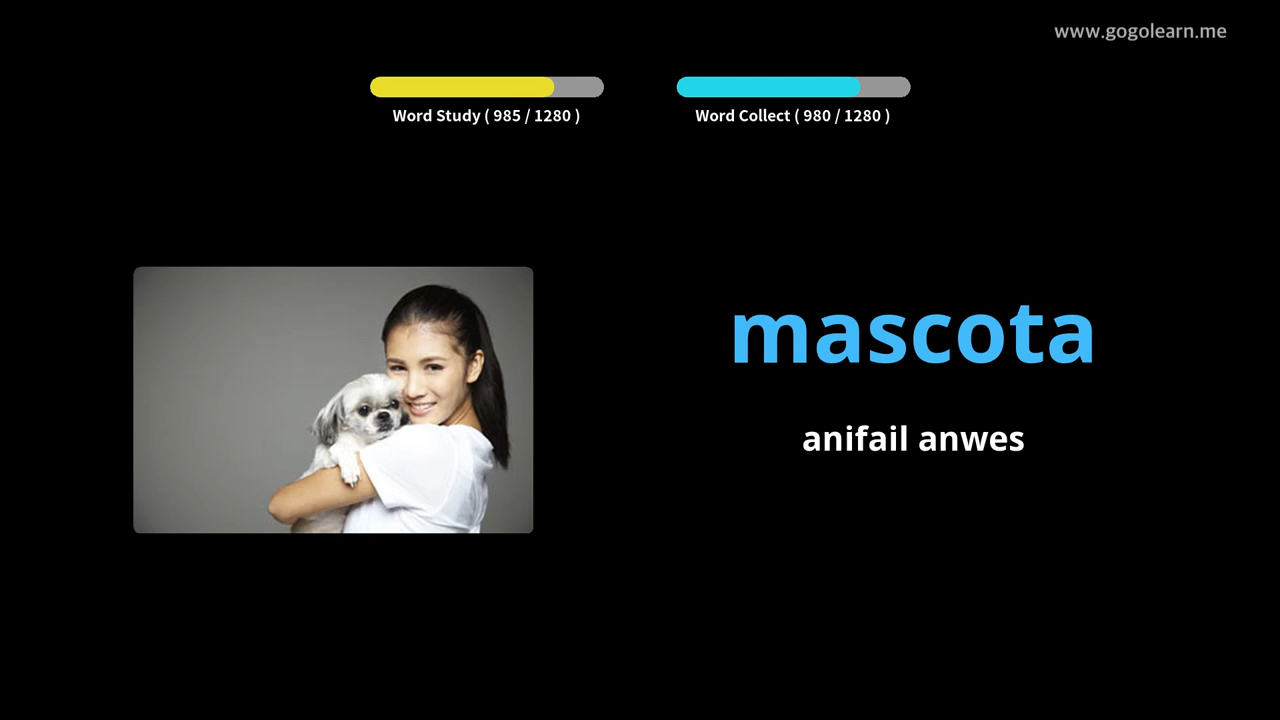 www.gogolearn.me
Word Study ( 985 / 1280 )
Word Collect ( 980 / 1280 )
mascota
anifail anwes